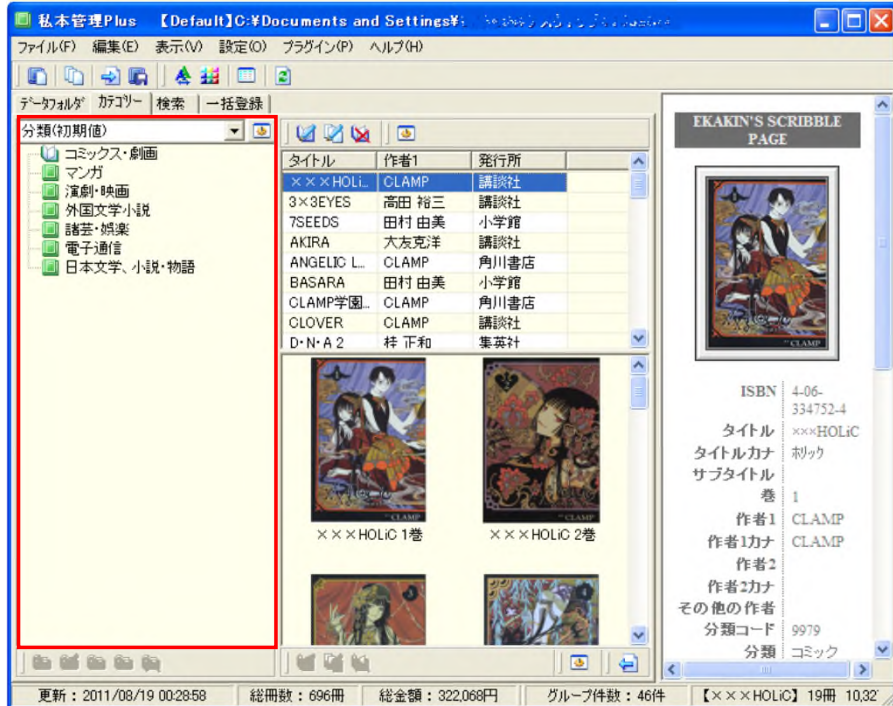 私本管理Plus 【Default】C:¥Documents and Settings¥
ファイル(F) 編集(E) 表示(V) 設定(O) プラグイン(P) ヘルプ(H)
データフォルダ カテゴリー 検索 一括登録
分類(初期値)
コミックス・劇画
マンガ
演劇・映画
外国文学小説
諸芸・娯楽
電子通信
日本文学、小説・物語
タイトル 作者1 発行所
×××HOLi... CLAMP 講談社
3×3EYES 高田 裕三 講談社
7SEEDS 田村 由美 小学館
AKIRA 大友克洋 講談社
ANGELIC L... CLAMP 角川書店
BASARA 田村 由美 小学館
CLAMP学園... CLAMP 角川書店
CLOVER CLAMP 講談社
D・N・A 2 桂 正和 集英社
×××HOLiC 1巻 ×××HOLiC 2巻
EKAKIN'S SCRIBBLE
PAGE
CLAMP
ISBN 4-06-
334752-4
タイトル ×××HOLiC
タイトルカナ ホリック
サブタイトル
巻 1
作者1 CLAMP
作者1カナ CLAMP
作者2
作者2カナ
その他の作者
分類コード 9979
分類 コミック
更新：2011/08/19 00:28:58 総冊数：696冊 総金額：322,068円 グループ件数：46件 【×××HOLiC】 19冊 10,32